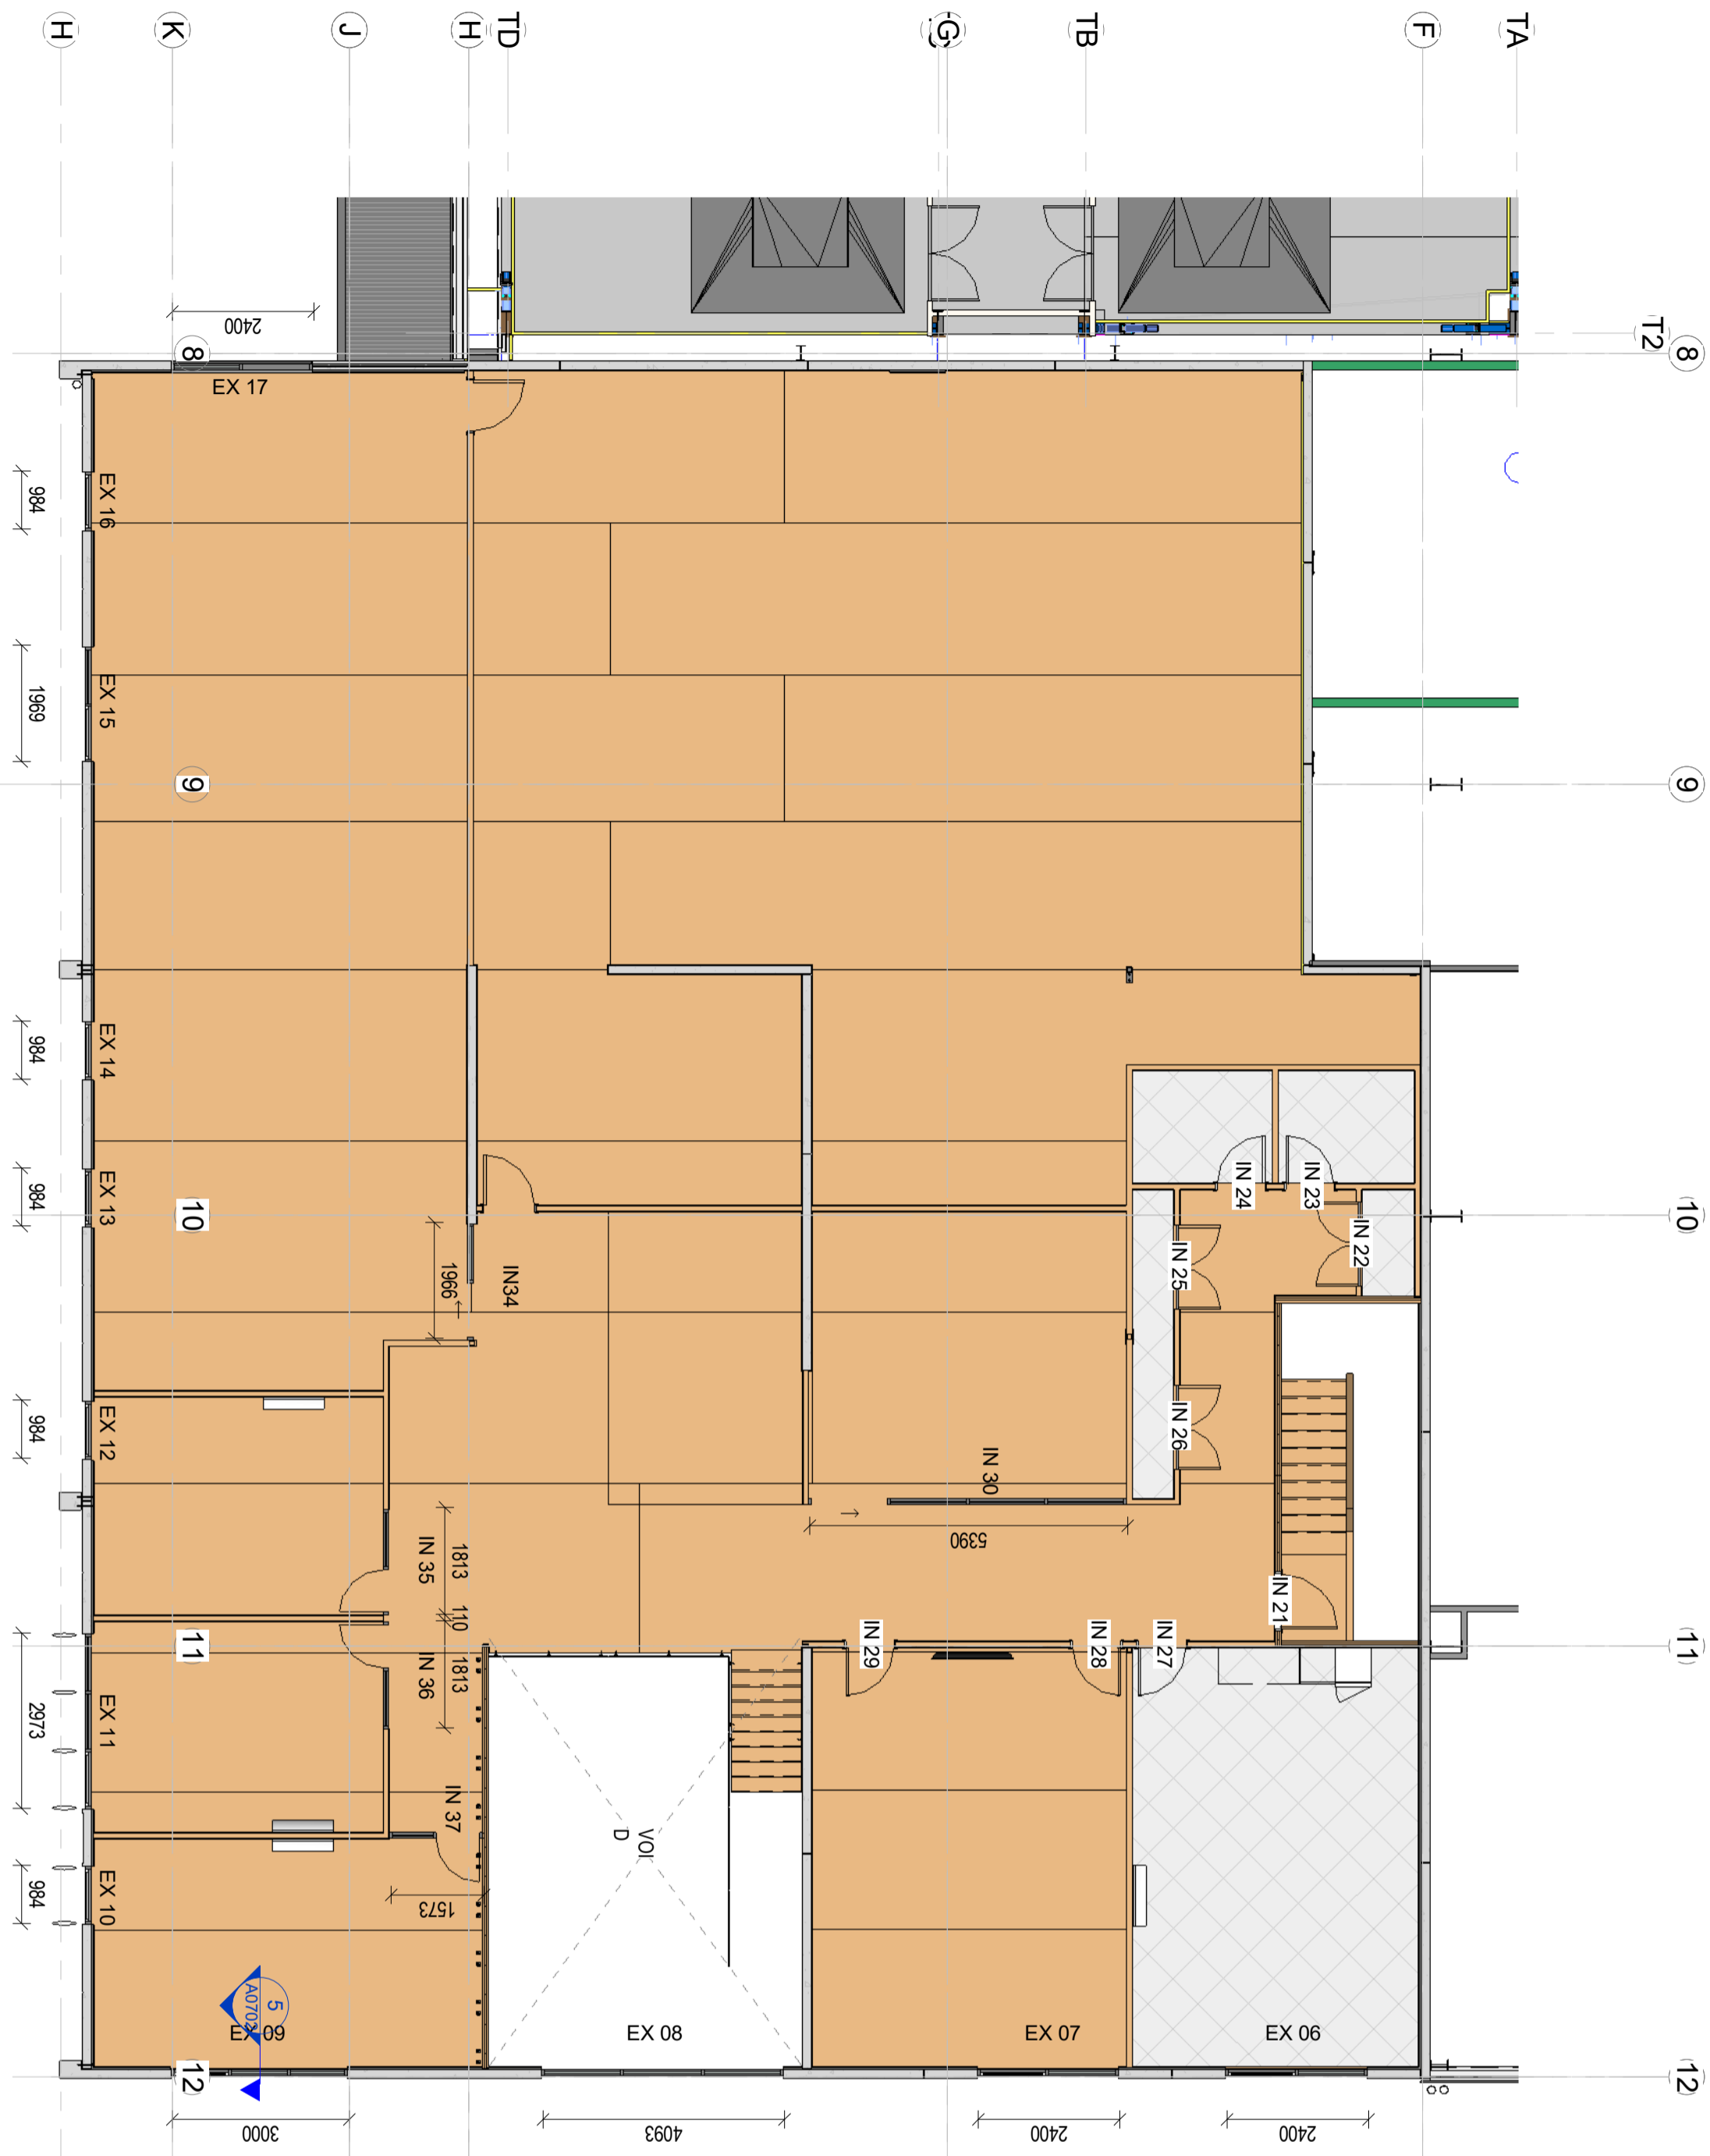 H
K
J
H
TD
G
TB
F
TA
2400
T2
8
8
EX 17
EX 16
984
EX 15
1969
9
9
EX 14
984
EX 13
984
10
10
IN 24
IN 23
IN 22
IN 25
IN34
1966
EX 12
984
IN 26
IN 30
5390
IN 35
1813
110
IN 21
11
11
IN 29
IN 28
IN 27
IN 36
1813
EX 11
2973
IN 37
VOI
D
EX 10
984
1573
5
A0702
EX 09
EX 08
EX 07
EX 06
12
12
3000
4093
2400
2400